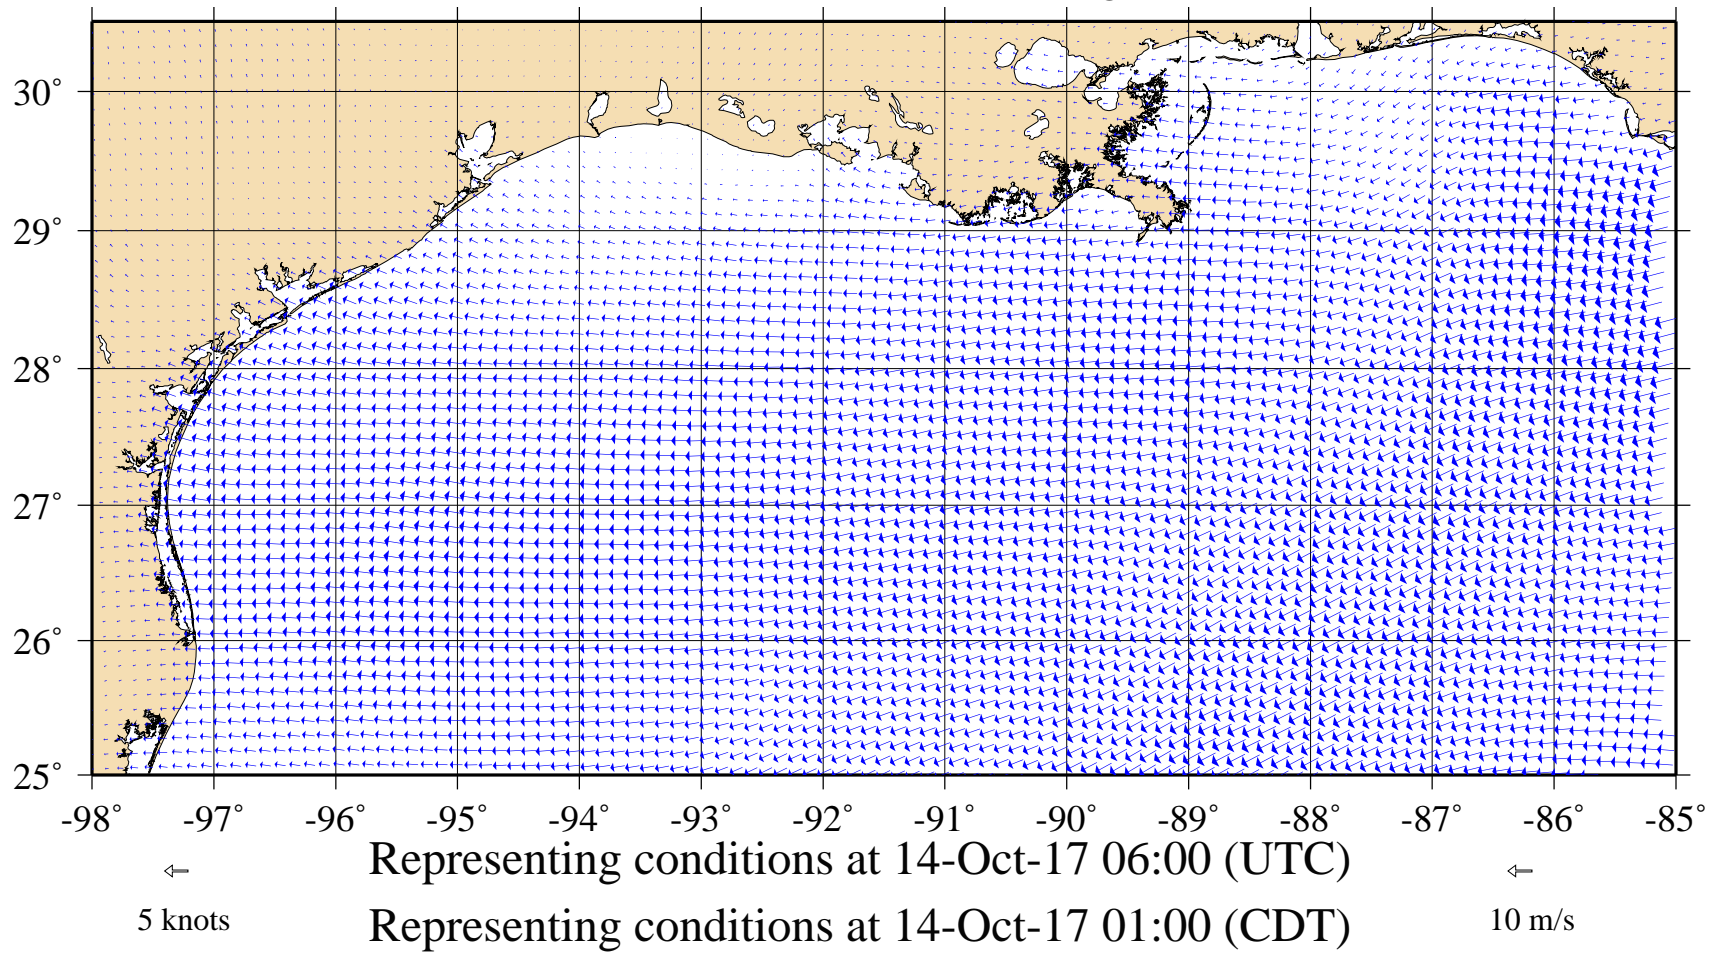 30°
29°
28°
27°
26°
25°
-98° -97° -96° -95° -94° -93° -92° -91° -90° -89° -88° -87° -86° -85°
Representing conditions at 14-Oct-17 06:00 (UTC)
5 knots
10 m/s
Representing conditions at 14-Oct-17 01:00 (CDT)